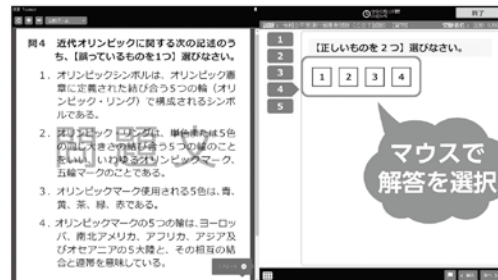 終了
問4 近代オリンピックに関する次の記述のう
ち、【誤っているものを1つ】選びなさい。
1. オリンピックシンボルは、オリンピック憲
章に定義された結び合う5つの輪（オリ
ンピック・リング）で構成されるシンボ
ルである。
2. オリンピック・リングは、単色または5色
の同じ大きさの結び合う5つの輪のこと
をいい、いわゆるオリンピックマーク、
五輪マークのことである。
3. オリンピックマーク使用される5色は、青、
黄、茶、緑、赤である。
4. オリンピックマークの5つの輪は、ヨーロッ
パ、南北アメリカ、アフリカ、アジア及
びオセアニアの5大陸と、その相互の結
合と連帯を意味している。
問題文
1
2
3
4
5
【正しいものを2つ】選びなさい。
1 2 3 4
マウスで
解答を選択